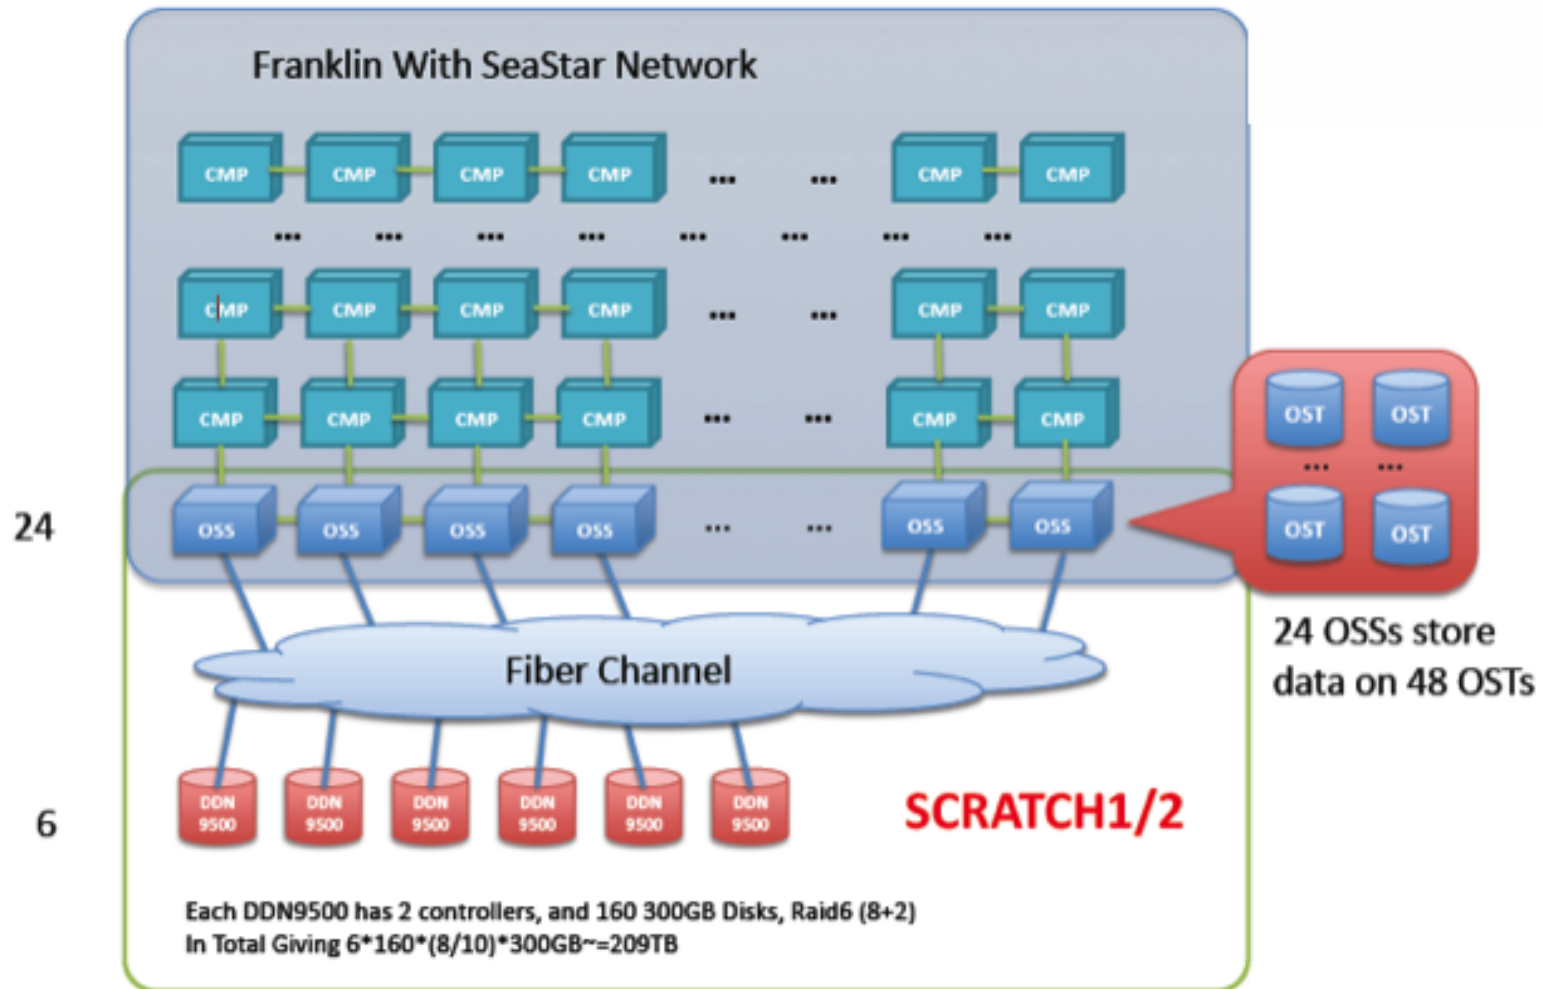 Franklin With SeaStar Network
CMP CMP CMP CMP ... ... CMP CMP
... ... ... ... ... ... ... ...
CMP CMP CMP CMP ... ... CMP CMP
CMP CMP CMP CMP ... ... CMP CMP
OST OST
... ...
OST OST
24
OSS OSS OSS OSS ... ... OSS OSS
24 OSSs store
data on 48 OSTs
Fiber Channel
6
DDN 9500
DDN 9500
DDN 9500
DDN 9500
DDN 9500
DDN 9500
SCRATCH1/2
Each DDN9500 has 2 controllers, and 160 300GB Disks, Raid6 (8+2)
In Total Giving 6*160*(8/10)*300GB~=209TB